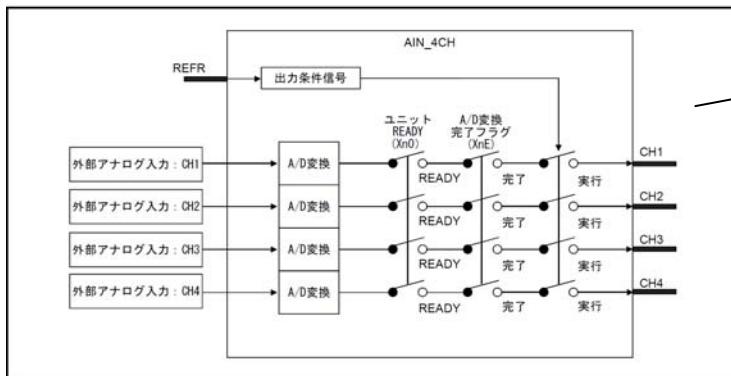 AIN_4CH
REFR
出力条件信号
ユニット
READY
(Xn0)
A/D変換
完了フラグ
(XnE)
外部アナログ入力：CH1
A/D変換
READY
完了
実行
CH1
外部アナログ入力：CH2
A/D変換
READY
完了
実行
CH2
外部アナログ入力：CH3
A/D変換
READY
完了
実行
CH3
外部アナログ入力：CH4
A/D変換
READY
完了
実行
CH4